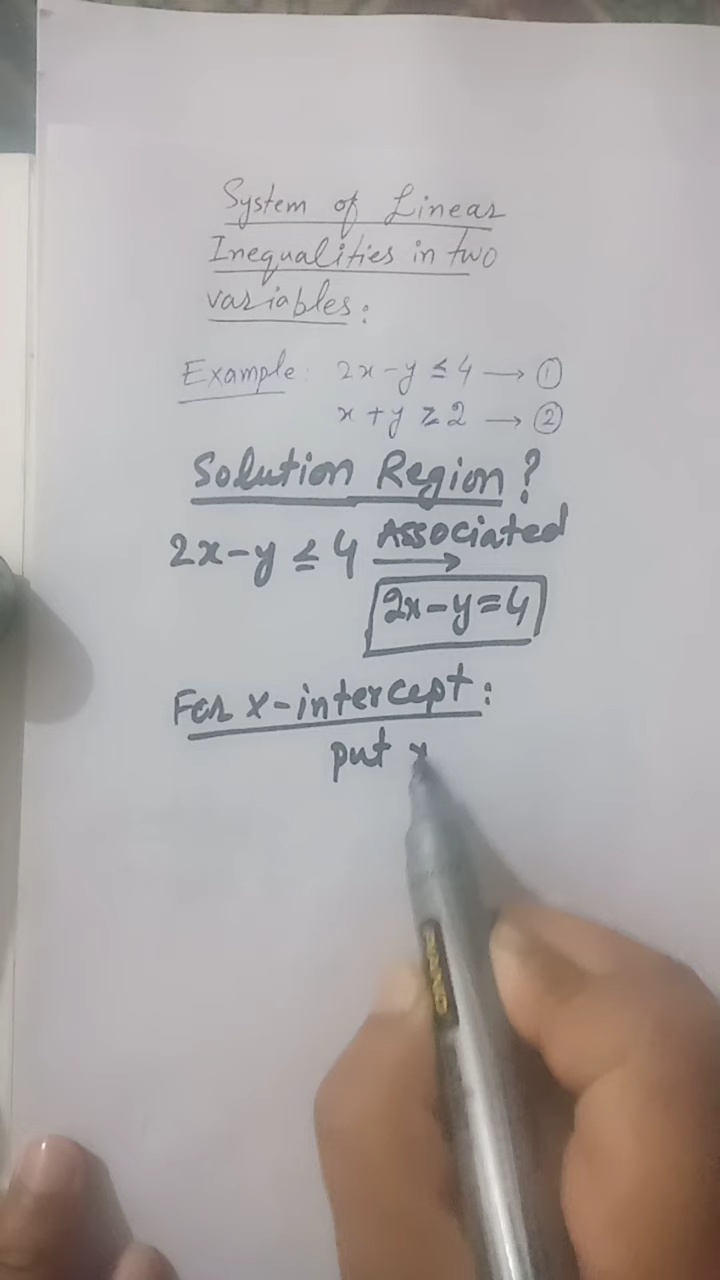 System of Linear
Inequalities in two
variables:
Example: 2x-y ≤ 4 → ①
x + y ≥ 2 → ②
Solution Region?
2x-y ≤ 4 Associated →
2x-y=4
For x-intercept:
put